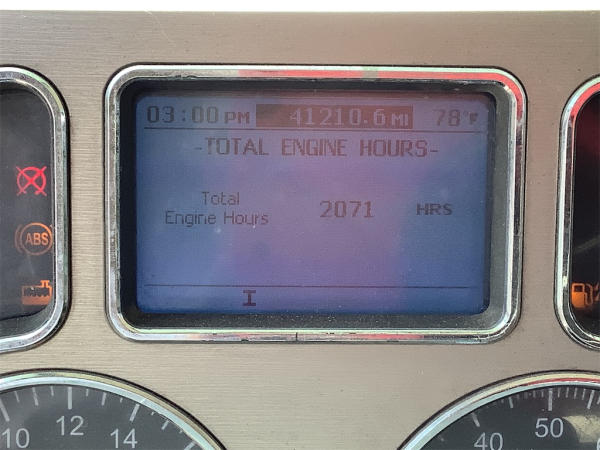 03:00 PM 41210.6 MI 78°F
-TOTAL ENGINE HOURS-
Total
Engine Hours 2071 HRS
I
ABS
10 12 14
40 50